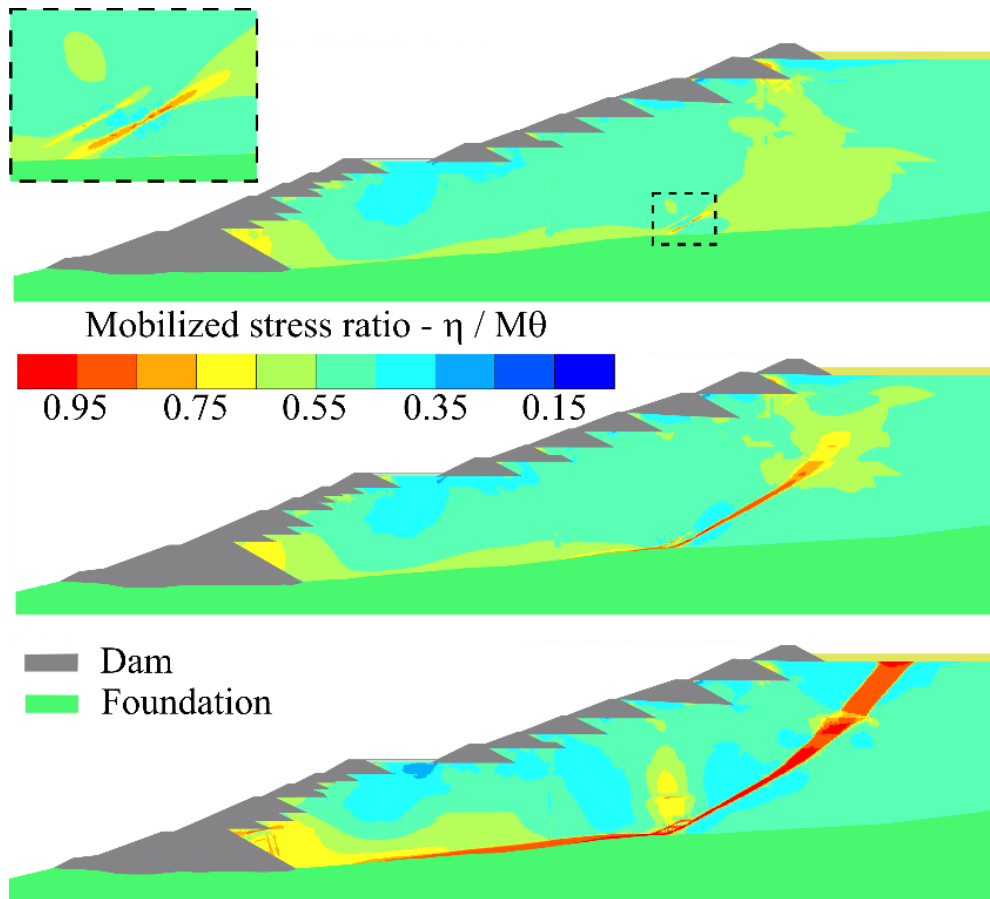 Mobilized stress ratio - η / Mθ
0.95 0.75 0.55 0.35 0.15
Dam
Foundation